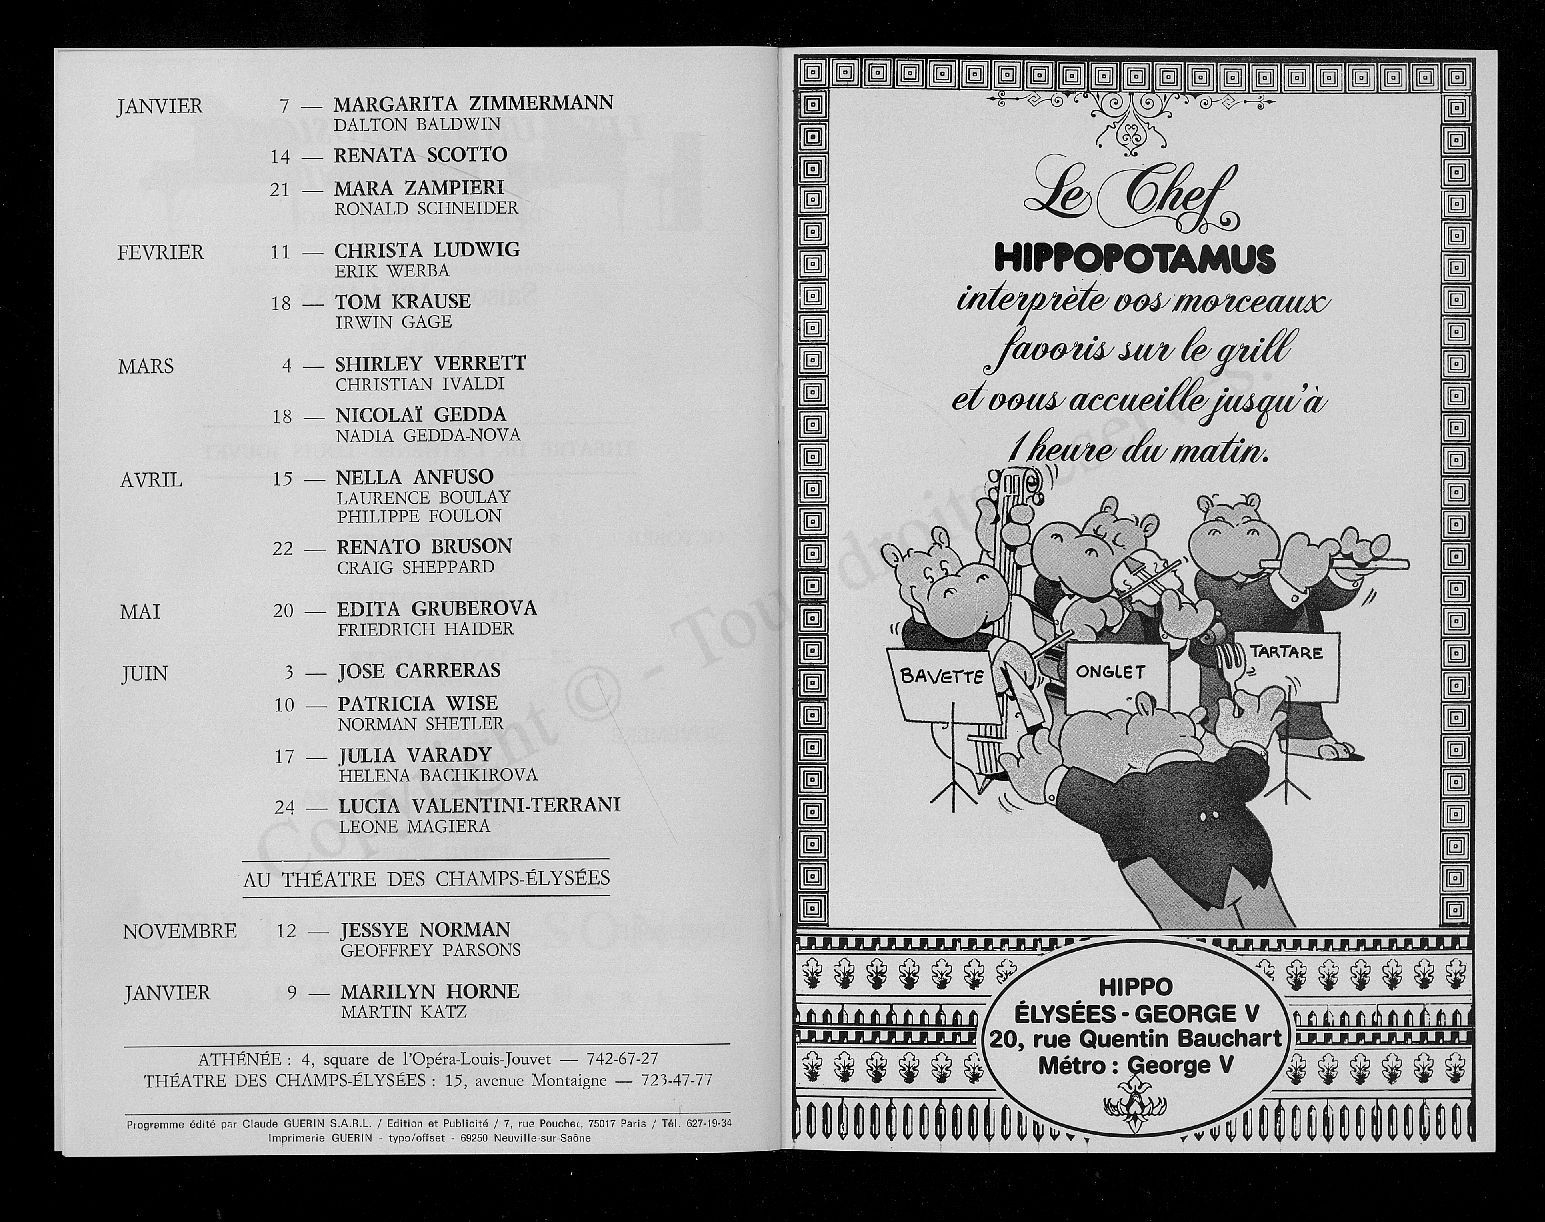 JANVIER 7 — MARGARITA ZIMMERMANN
DALTON BALDWIN
14 — RENATA SCOTTO
21 — MARA ZAMPIERI
RONALD SCHNEIDER
FEVRIER 11 — CHRISTA LUDWIG
ERIK WERBA
18 — TOM KRAUSE
IRWIN GAGE
MARS 4 — SHIRLEY VERRETT
CHRISTIAN IVALDI
18 — NICOLAÏ GEDDA
NADIA GEDDA-NOVA
AVRIL 15 — NELLA ANFUSO
LAURENCE BOULAY
PHILIPPE FOULON
22 — RENATO BRUSON
CRAIG SHEPPARD
MAI 20 — EDITA GRUBEROVA
FRIEDRICH HAIDER
JUIN 3 — JOSE CARRERAS
10 — PATRICIA WISE
NORMAN SHETLER
17 — JULIA VARADY
HELENA BACHKIROVA
24 — LUCIA VALENTINI-TERRANI
LEONE MAGIERA
AU THÉATRE DES CHAMPS-ÉLYSÉES
NOVEMBRE 12 — JESSYE NORMAN
GEOFFREY PARSONS
JANVIER 9 — MARILYN HORNE
MARTIN KATZ
ATHÉNÉE : 4, square de l'Opéra-Louis-Jouvet — 742-67-27
THÉATRE DES CHAMPS-ÉLYSÉES : 15, avenue Montaigne — 723-47-77
Programme édité par Claude GUERIN S.A.R.L. / Edition et Publicité / 7, rue Poucher, 75017 Paris / Tél. 627-19-34
Imprimerie GUERIN - typo/offset - 69250 Neuville-sur-Saône
Le Chef
HIPPOPOTAMUS
interprète vos morceaux
favoris sur le grill
et vous accueille jusqu'à
1 heure du matin.
BAVETTE
ONGLET
TARTARE
HIPPO
ÉLYSÉES - GEORGE V
20, rue Quentin Bauchart
Métro : George V
Copyright © - Tous droits réservés.